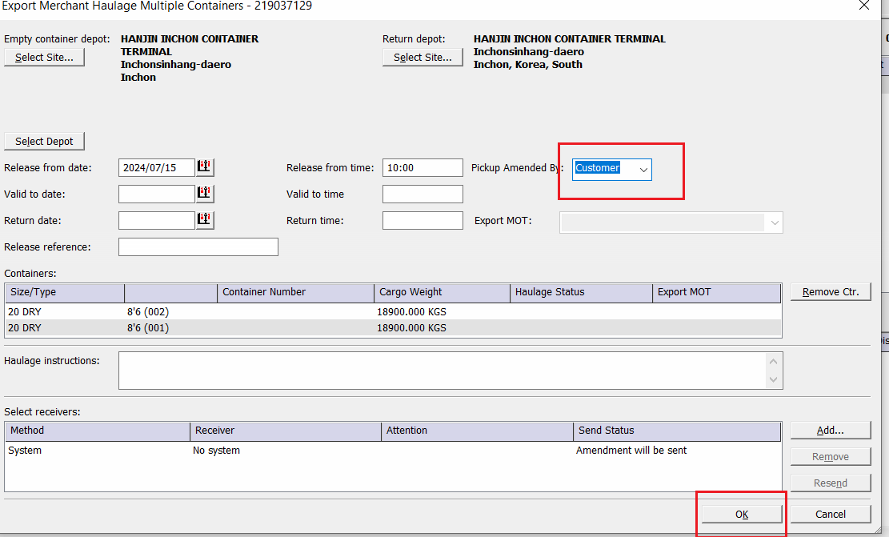 Export Merchant Haulage Multiple Containers - 219037129
Empty container depot: HANJIN INCHON CONTAINER Return depot: HANJIN INCHON CONTAINER TERMINAL
Select Site... TERMINAL Select Site... Inchonsinhang-daero
Inchonsinhang-daero Inchon, Korea, South
Inchon
Select Depot
Release from date: 2024/07/15 Release from time: 10:00 Pickup Amended By: Customer
Valid to date: Valid to time
Return date: Return time: Export MOT:
Release reference:
Containers:
Size/Type Container Number Cargo Weight Haulage Status Export MOT Remove Ctr.
20 DRY 8'6 (002) 18900.000 KGS
20 DRY 8'6 (001) 18900.000 KGS
Haulage instructions:
Select receivers:
Method Receiver Attention Send Status Add...
System No system Amendment will be sent Remove
Resend
OK Cancel